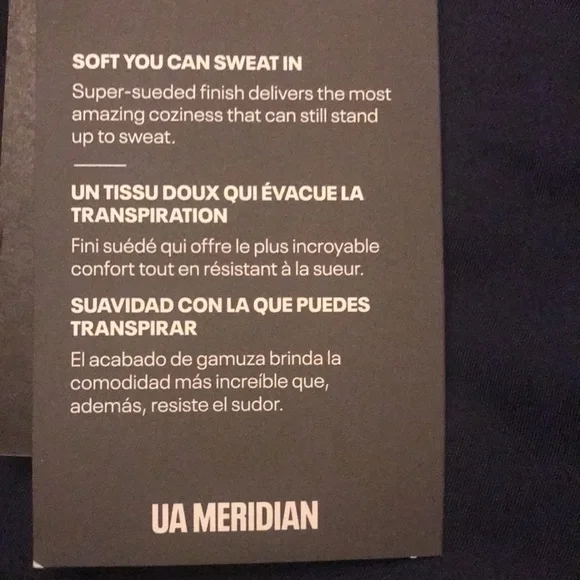 SOFT YOU CAN SWEAT IN
Super-sueded finish delivers the most
amazing coziness that can still stand
up to sweat.
UN TISSU DOUX QUI ÉVACUE LA
TRANSPIRATION
Fini suédé qui offre le plus incroyable
confort tout en résistant à la sueur.
SUAVIDAD CON LA QUE PUEDES
TRANSPIRAR
El acabado de gamuza brinda la
comodidad más increíble que,
además, resiste el sudor.
UA MERIDIAN